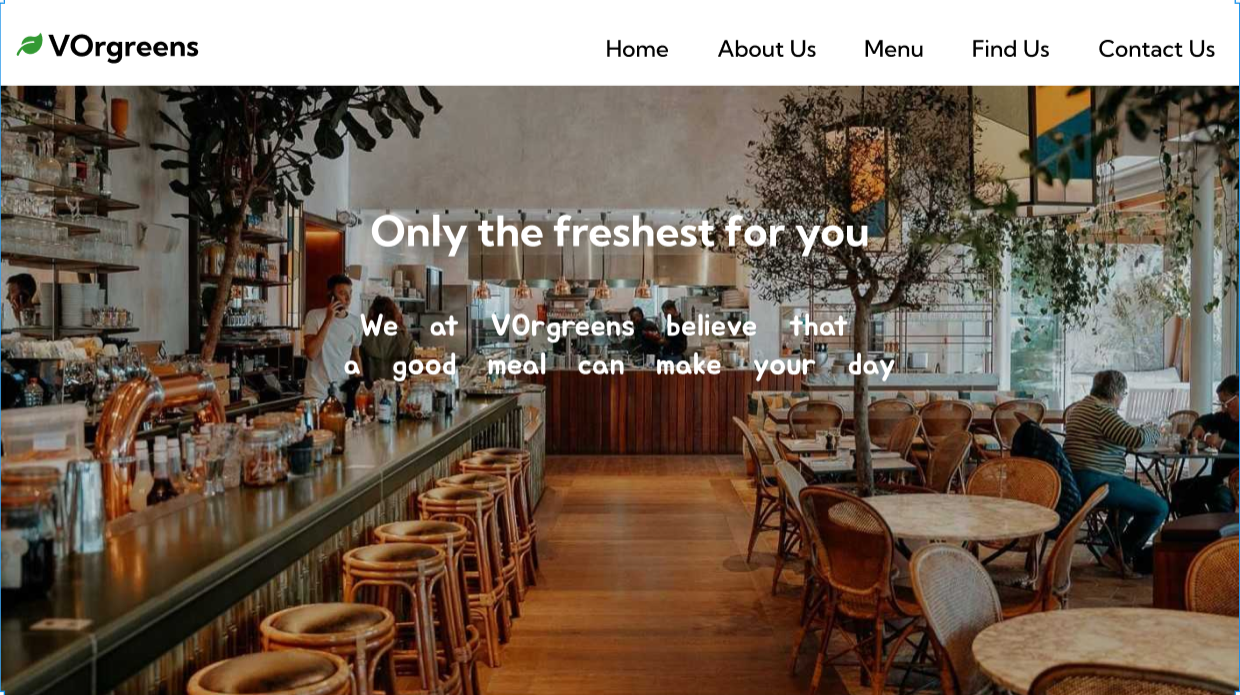 VOrgreens
Home About Us Menu Find Us Contact Us
Only the freshest for you
We at VOrgreens believe that
a good meal can make your day